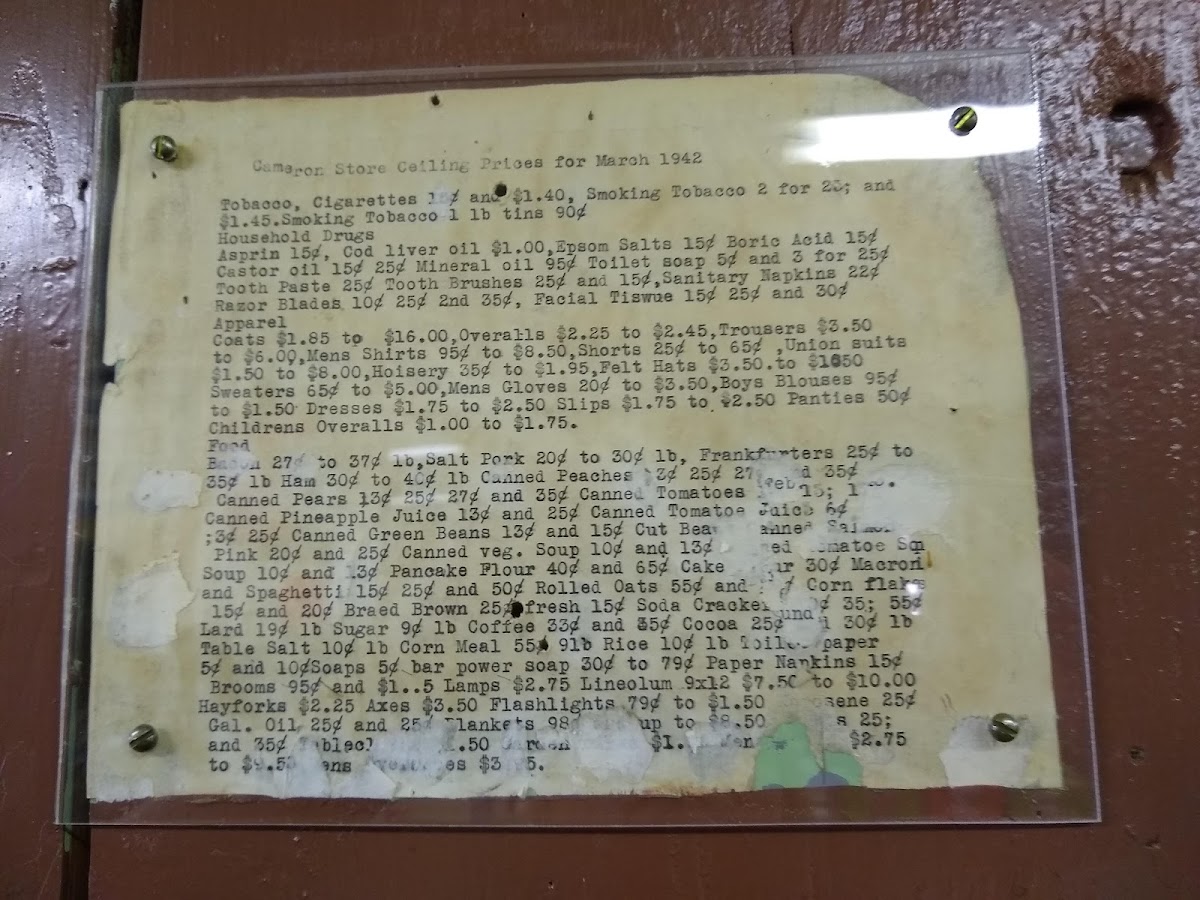 Cameron Store Ceiling Prices for March 1942
Tobacco, Cigarettes and $1.40, Smoking Tobacco 2 for and
$1.45.Smoking Tobacco 1 lb tins 90¢
Household Drugs
Asprin 15¢, Cod liver oil $1.00,Epsom Salts 15¢ Boric Acid 15¢
Castor oil 15¢ 25¢ Mineral oil 95¢ Toilet soap 5¢ and 3 for 25¢
Tooth Paste 25¢ Tooth Brushes 25¢ and 15¢,Sanitary Napkins 22¢
Razor Blades 10¢ 25¢ 2nd 35¢, Facial Tiswue 15¢ 25¢ and 30¢
Apparel
Coats $1.85 to $16.00,Overalls $2.25 to $2.45,Trousers $3.50
to $6.00,Mens Shirts 95¢ to $8.50,Shorts 25¢ to 65¢ ,Union suits
$1.50 to $8.00,Hoisery 35¢ to $1.95,Felt Hats $3.50.to $1650
Sweaters 65¢ to $5.00,Mens Gloves 20¢ to $3.50,Boys Blouses 95¢
to $1.50 Dresses $1.75 to $2.50 Slips $1.75 to $2.50 Panties 50¢
Childrens Overalls $1.00 to $1.75.
Food
Bacon 27¢ to 37¢ lb,Salt Pork 20¢ to 30¢ lb, Frankfurters 25¢ to
35¢ lb Ham 30¢ to 40¢ lb Canned Peaches 25¢ 35¢
Canned Pears 13¢ 25¢ 27¢ and 35¢ Canned Tomatoes
Canned Pineapple Juice 13¢ and 25¢ Canned Tomatoe Juice 6¢
;3¢ 25¢ Canned Green Beans 13¢ and 15¢ Cut Salmon
Pink 20¢ and 25¢ Canned veg. Soup 10¢ and 13¢
Soup 10¢ and 13¢ Pancake Flour 40¢ and 65¢ Cake 30¢ Macroni
and Spaghetti 15¢ 25¢ and 50¢ Rolled Oats 55¢ and Corn flake
15¢ and 20¢ Braed Brown 25¢ fresh 15¢ Soda 35; 55¢
Lard 19¢ lb Sugar 9¢ lb Coffee 33¢ and 35¢ Cocoa 25¢ 30¢ lb
Table Salt 10¢ lb Corn Meal 55¢ 9lb Rice 10¢ lb Toilet paper
5¢ and 10¢Soaps 5¢ bar power soap 30¢ to 79¢ Paper Napkins 15¢
Brooms 95¢ and $1..5 Lamps $2.75 Lineolum 9x12 $7.50 to $10.00
Hayforks $2.25 Axes $3.50 Flashlights 79¢ to $1.50 25¢
Gal. Oil 25¢ and 25¢ Blankets 98¢ up to $8.50 25;
and 35¢ $2.75
to